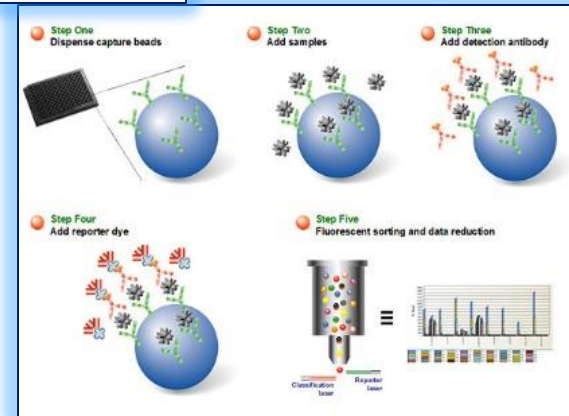 Step One
Dispense capture beads
Step Two
Add samples
Step Three
Add detection antibody
Step Four
Add reporter dye
Step Five
Fluorescent sorting and data reduction
Classification
laser
Reporter
laser